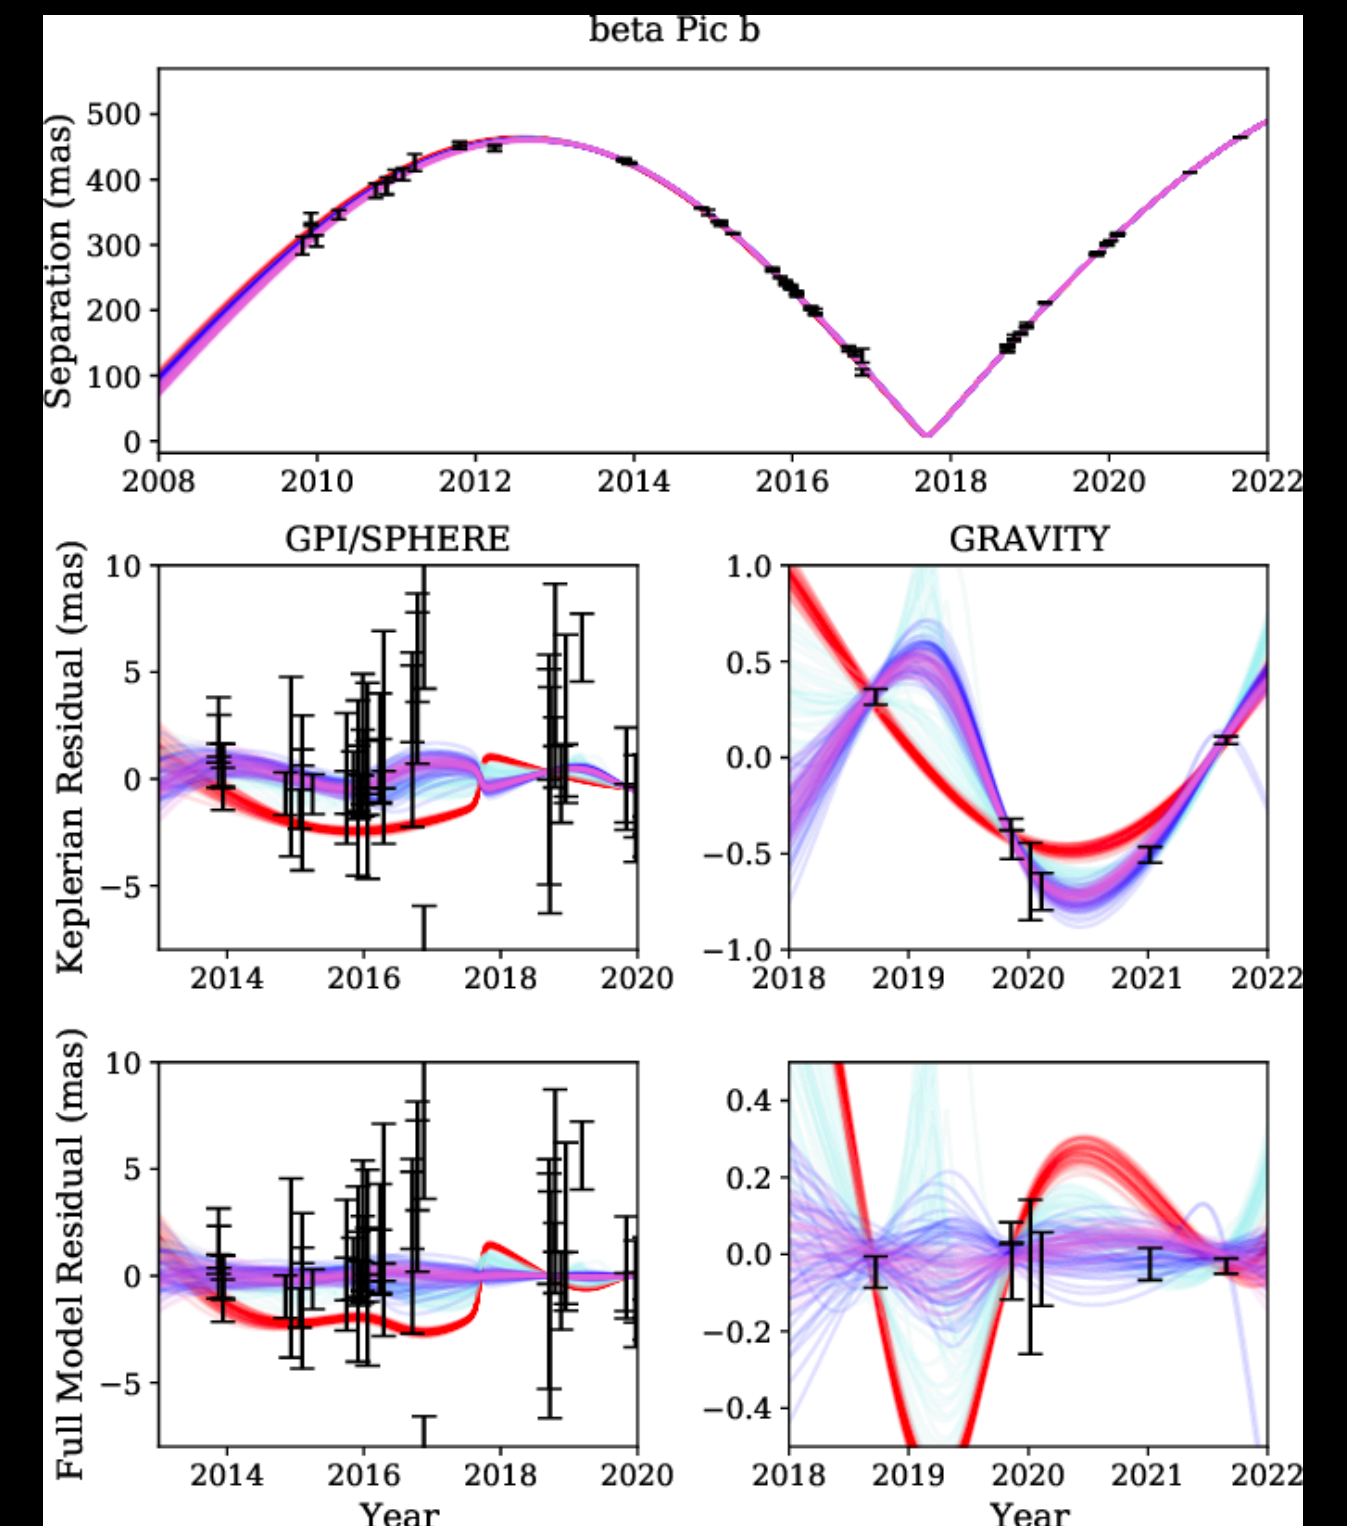 beta Pic b
Separation (mas)
500
400
300
200
100
0
2008 2010 2012 2014 2016 2018 2020 2022
GPI/SPHERE
Keplerian Residual (mas)
10
5
0
−5
2014 2016 2018 2020
GRAVITY
1.0
0.5
0.0
−0.5
−1.0
2018 2019 2020 2021 2022
Full Model Residual (mas)
10
5
0
−5
2014 2016 2018 2020
Year
0.4
0.2
0.0
−0.2
−0.4
2018 2019 2020 2021 2022
Year